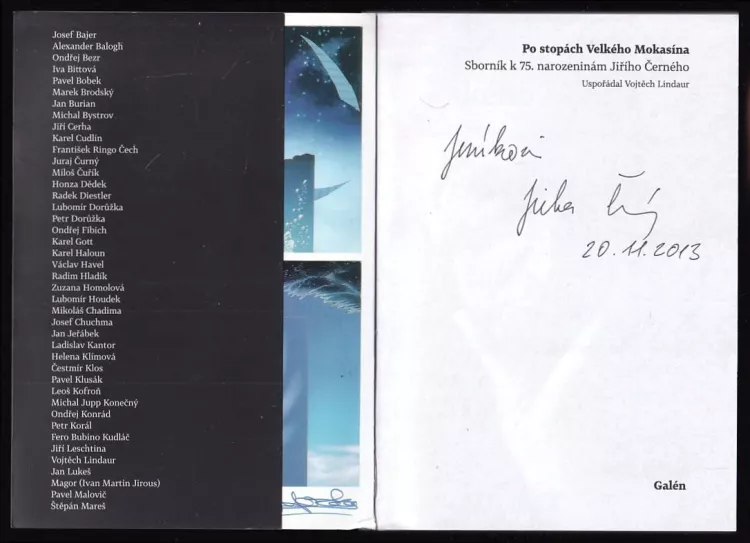 Josef Bajer
Alexander Balogh
Ondřej Bezr
Iva Bittová
Pavel Bobek
Marek Brodský
Jan Burian
Michal Bystrov
Jiří Cerha
Karel Cudlín
František Ringo Čech
Juraj Čurný
Miloš Čuřík
Honza Dědek
Radek Diestler
Lubomír Dorůžka
Petr Dorůžka
Ondřej Fibich
Karel Gott
Karel Haloun
Václav Havel
Radim Hladík
Zuzana Homolová
Lubomír Houdek
Mikoláš Chadima
Josef Chuchma
Jan Jeřábek
Ladislav Kantor
Helena Klímová
Čestmír Klos
Pavel Klusák
Leoš Kofroň
Michal Jupp Konečný
Ondřej Konrád
Petr Korál
Fero Bubino Kudláč
Jiří Leschtina
Vojtěch Lindaur
Jan Lukeš
Magor (Ivan Martin Jirous)
Pavel Malovič
Štěpán Mareš
Po stopách Velkého Mokasína
Sborník k 75. narozeninám Jiřího Černého
Uspořádal Vojtěch Lindaur
Jeníkovi
20.11.2013
Galén